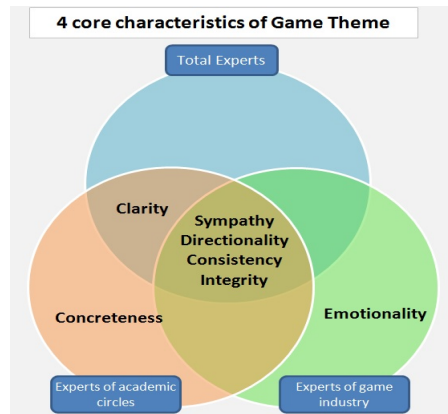 4 core characteristics of Game Theme
Total Experts
Clarity
Sympathy
Directionality
Consistency
Integrity
Concreteness
Emotionality
Experts of academic
circles
Experts of game
industry